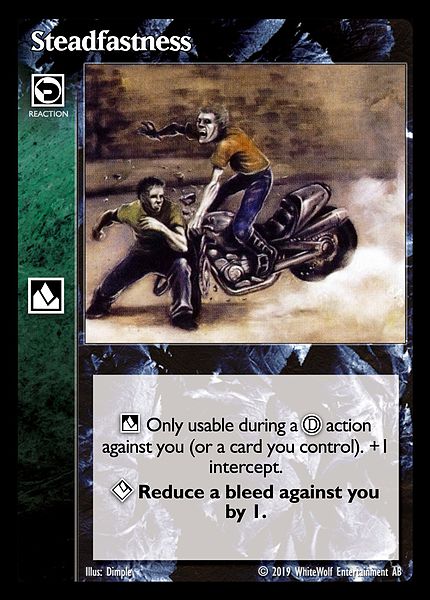 Steadfastness
REACTION
Only usable during a D action
against you (or a card you control). +1
intercept.
Reduce a bleed against you
by 1.
Illus: Dimple
© 2019 WhiteWolf Entertainment AB